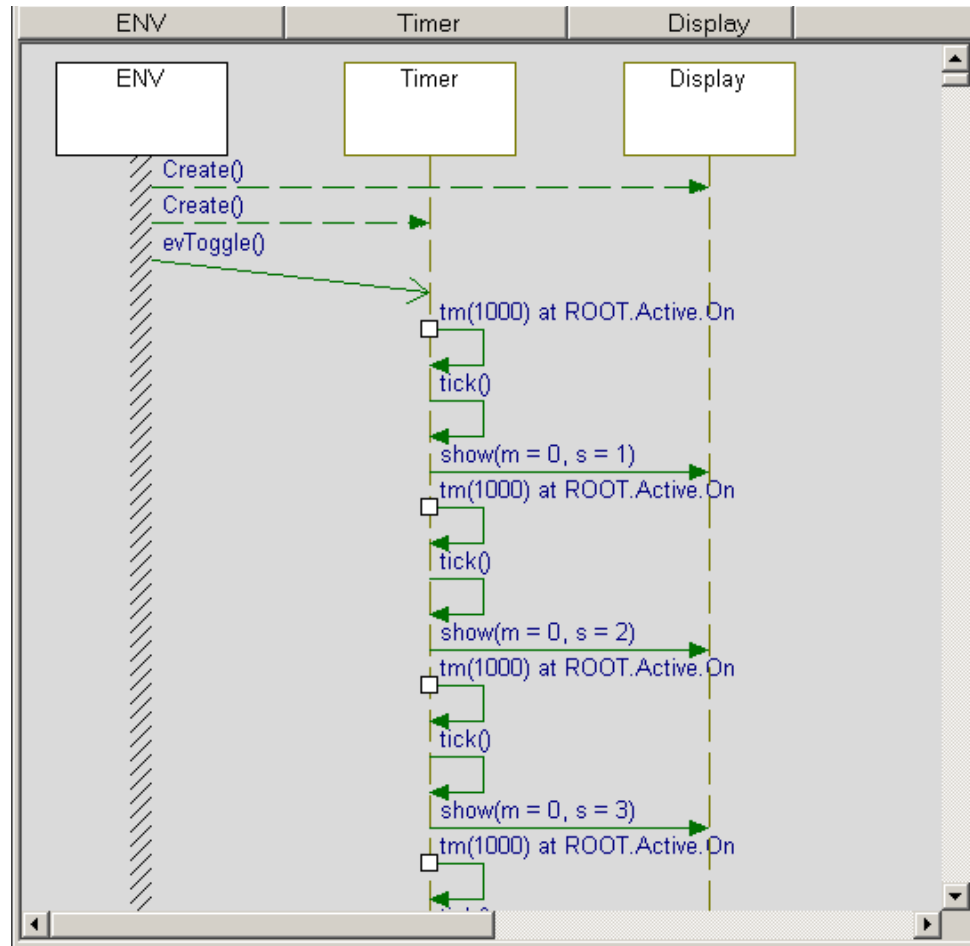 ENV Timer Display
ENV Timer Display
Create()
Create()
evToggle()
tm(1000) at ROOT.Active.On
tick()
show(m = 0, s = 1)
tm(1000) at ROOT.Active.On
tick()
show(m = 0, s = 2)
tm(1000) at ROOT.Active.On
tick()
show(m = 0, s = 3)
tm(1000) at ROOT.Active.On